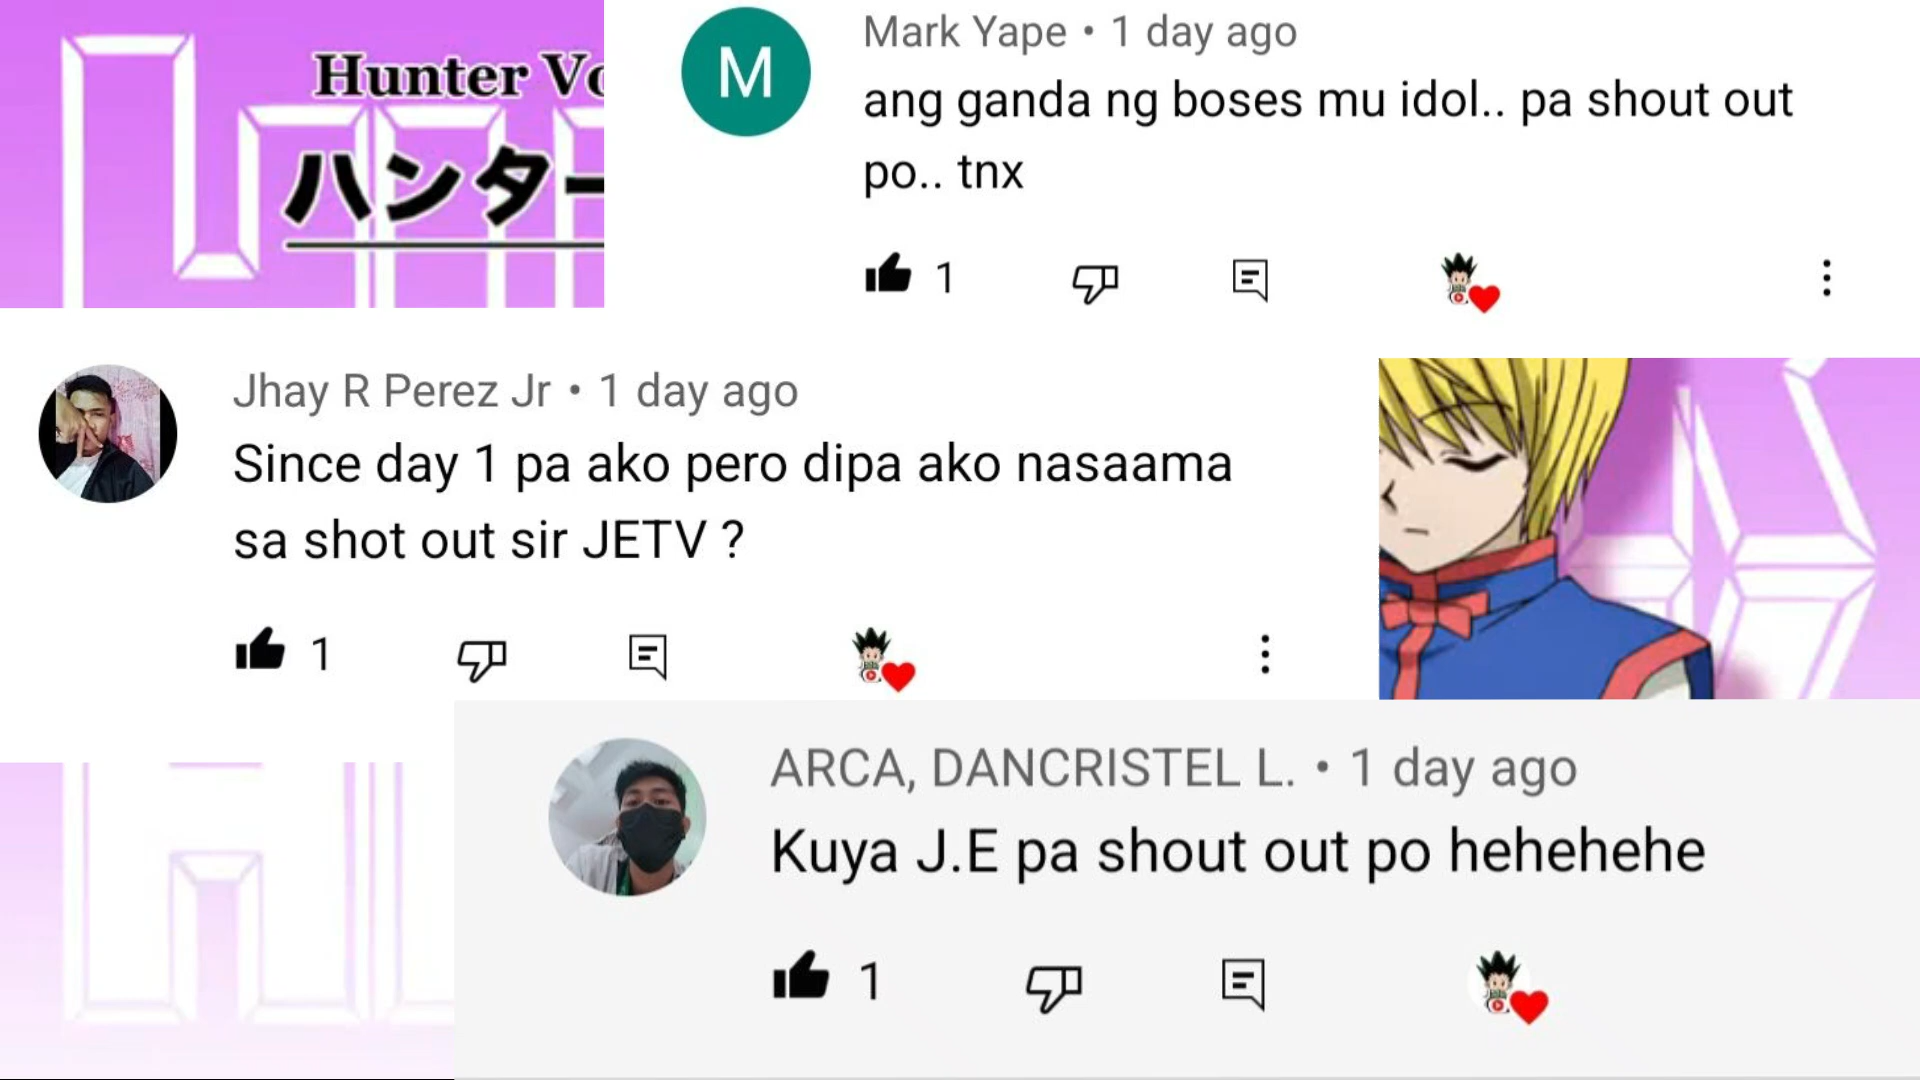 Hunter Vo
ハンター
Mark Yape • 1 day ago
ang ganda ng boses mu idol.. pa shout out
po.. tnx
1
Jhay R Perez Jr • 1 day ago
Since day 1 pa ako pero dipa ako nasaama
sa shot out sir JETV ?
1
ARCA, DANCRISTEL L. • 1 day ago
Kuya J.E pa shout out po hehehehe
1
M